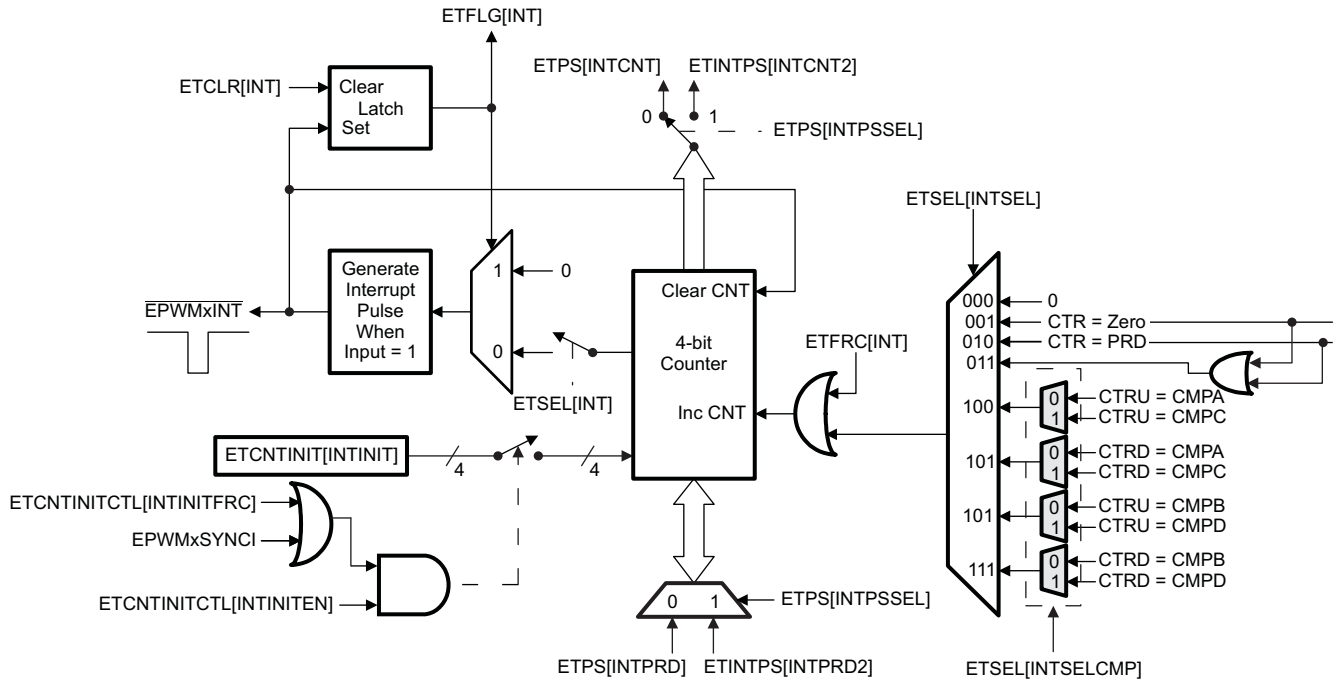 ETFLG[INT]
ETPS[INTCNT]
ETINTPS[INTCNT2]
ETCLR[INT]
Clear
Latch
Set
0
1
ETPS[INTPSSEL]
ETSEL[INTSEL]
Generate
Interrupt
Pulse
When
Input = 1
1
0
0
EPWMxINT
Clear CNT
4-bit
Counter
Inc CNT
ETSEL[INT]
ETFRC[INT]
000
0
001
CTR = Zero
010
CTR = PRD
011
100
0
CTRU = CMPA
1
CTRU = CMPC
101
0
CTRD = CMPA
1
CTRD = CMPC
101
0
CTRU = CMPB
1
CTRU = CMPD
111
0
CTRD = CMPB
1
CTRD = CMPD
ETCNTINIT[INTINIT]
4
4
ETCNTINITCTL[INTINITFRC]
EPWMxSYNCI
ETCNTINITCTL[INTINITEN]
0 1
ETPS[INTPSSEL]
ETPS[INTPRD]
ETINTPS[INTPRD2]
ETSEL[INTSELCMP]